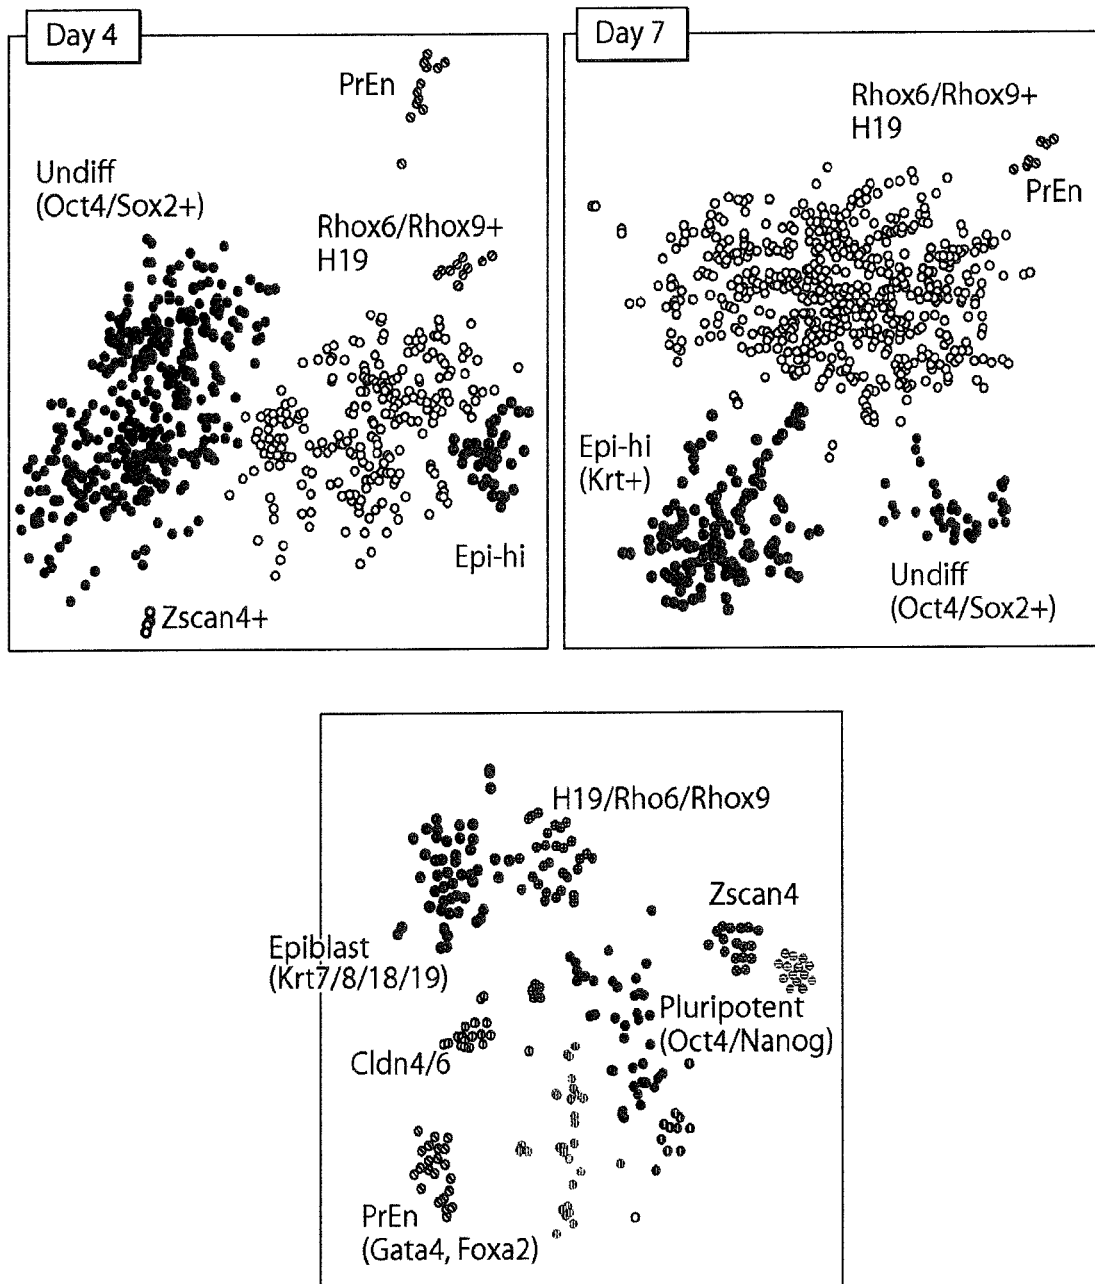 Day 4
PrEn
Undiff
(Oct4/Sox2+)
Rhox6/Rhox9+
H19
Epi-hi
Zscan4+
Day 7
Rhox6/Rhox9+
H19
PrEn
Epi-hi
(Krt+)
Undiff
(Oct4/Sox2+)
H19/Rho6/Rhox9
Zscan4
Epiblast
(Krt7/8/18/19)
Pluripotent
(Oct4/Nanog)
Cldn4/6
PrEn
(Gata4, Foxa2)